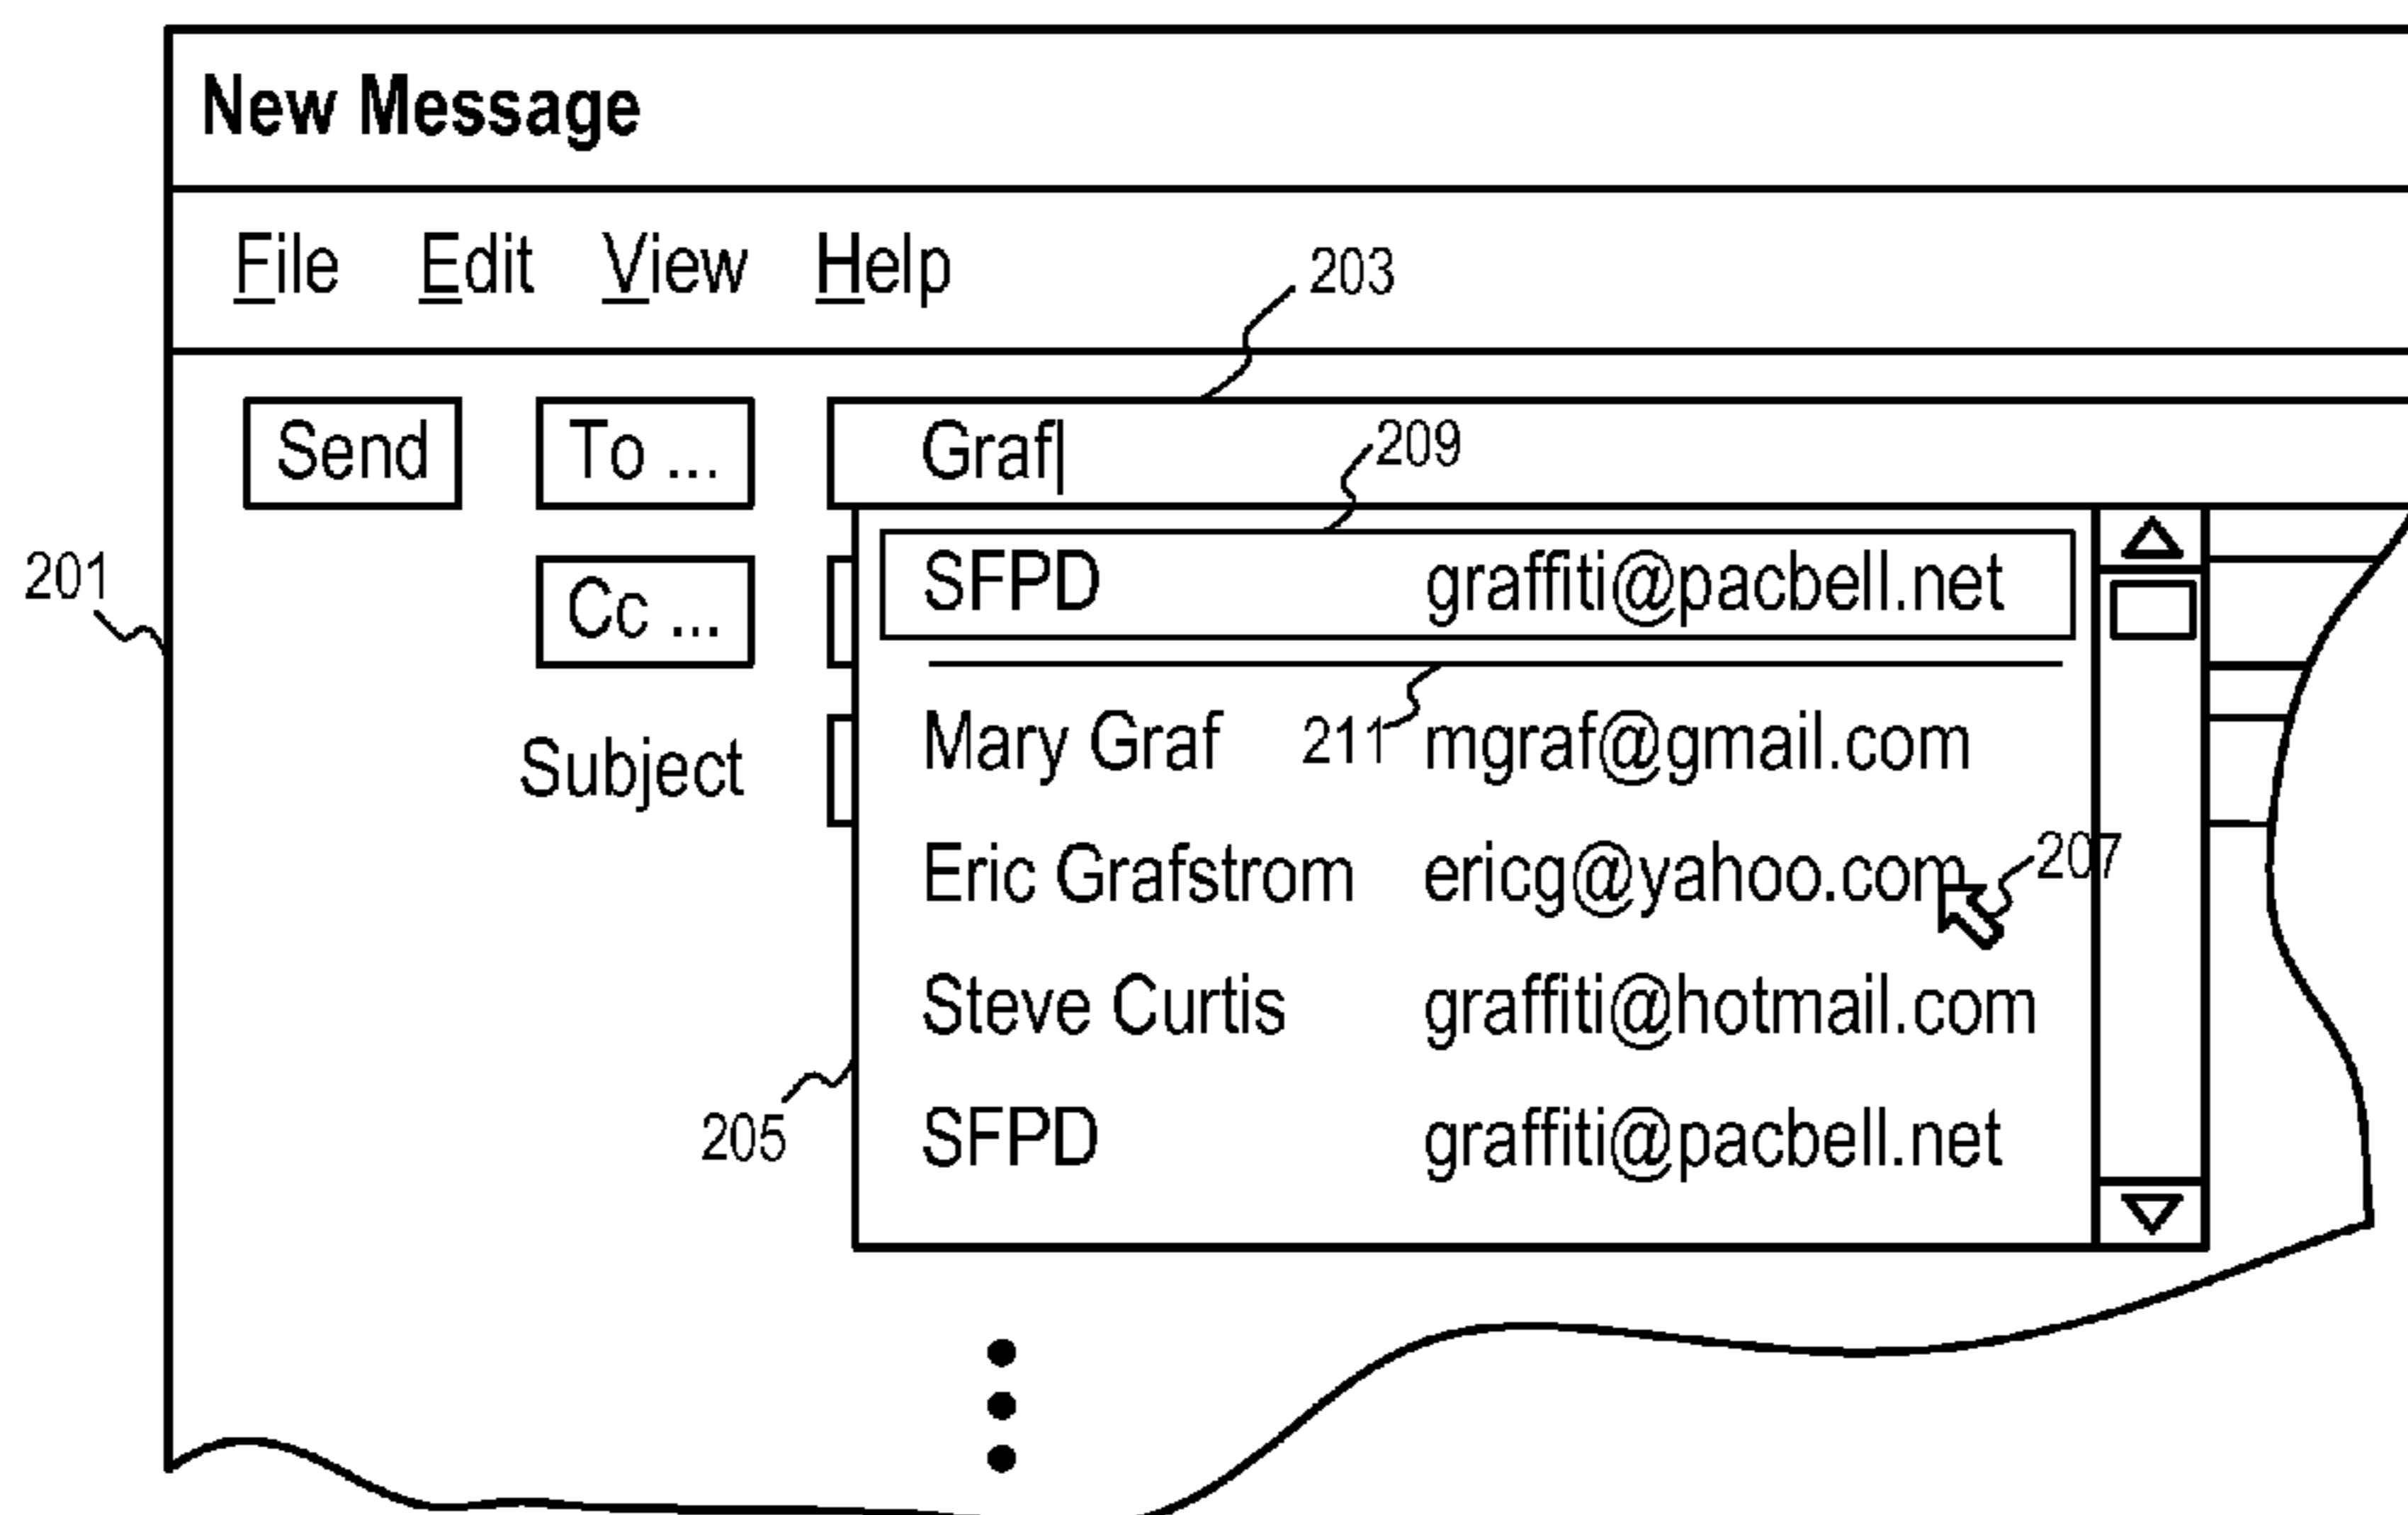 New Message
File Edit View Help
203
Send To ... Graf
209
201
SFPD graffiti@pacbell.net
Cc ...
Subject
Mary Graf 211 mgraf@gmail.com
Eric Grafstrom ericg@yahoo.com 207
Steve Curtis graffiti@hotmail.com
205
SFPD graffiti@pacbell.net